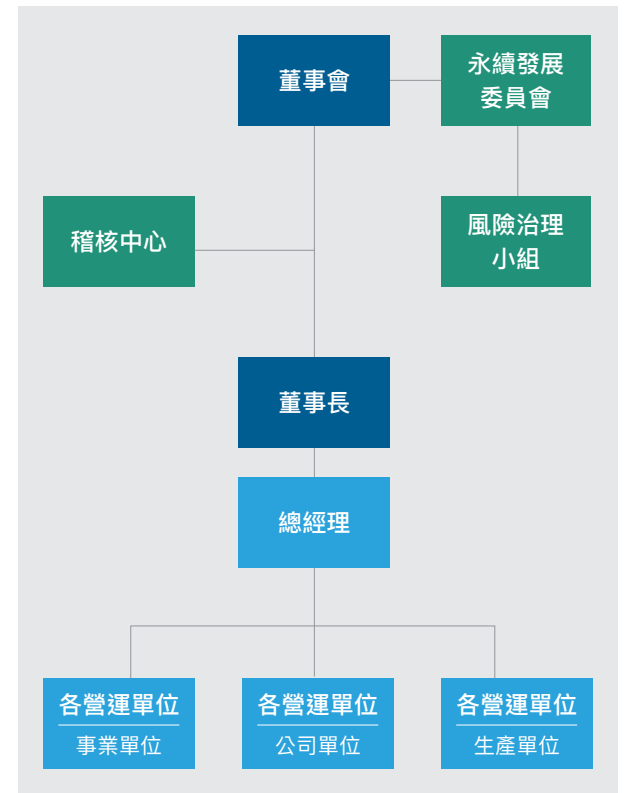 董事會
永續發展
委員會
稽核中心
風險治理
小組
董事長
總經理
各營運單位
事業單位
各營運單位
公司單位
各營運單位
生產單位